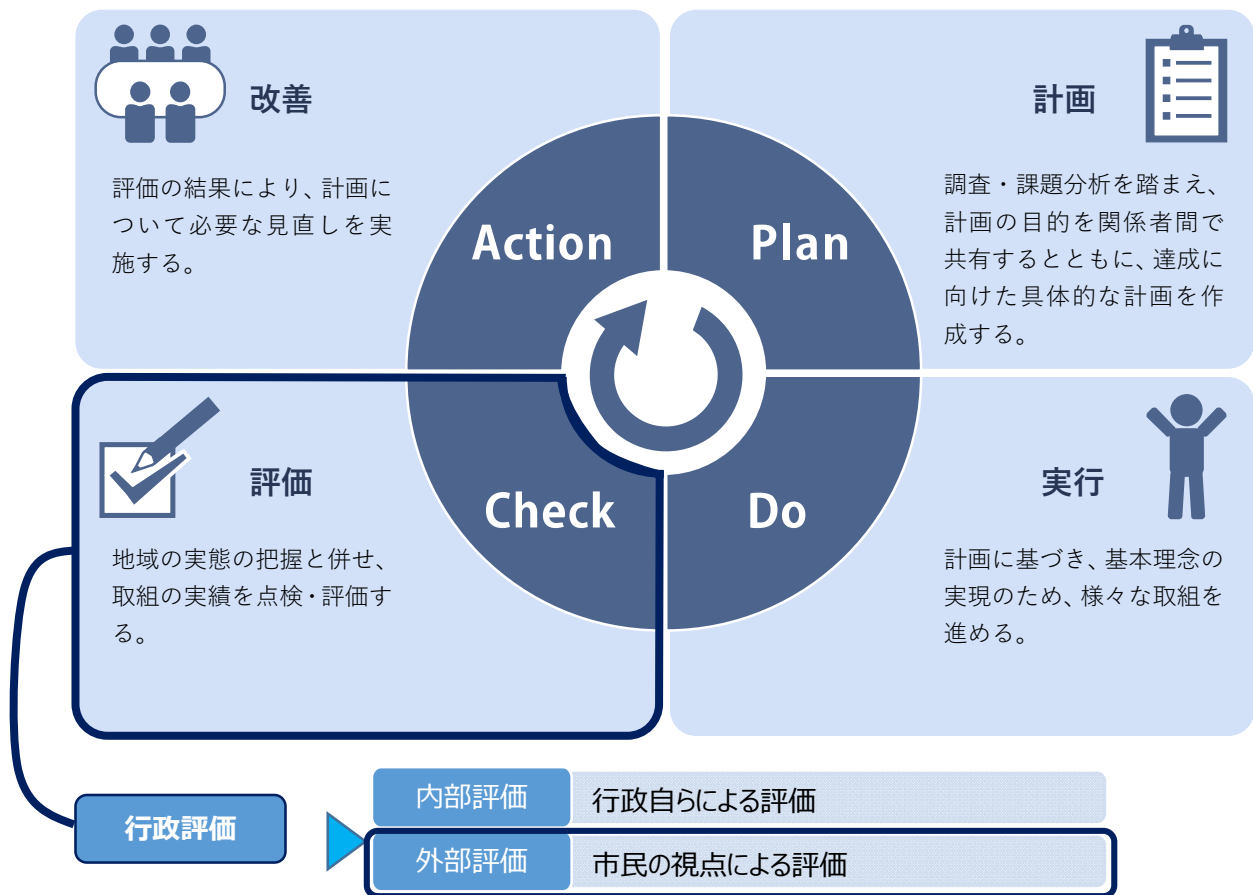 改善
評価の結果により、計画に
ついて必要な見直しを実
施する。
計画
調査・課題分析を踏まえ、
計画の目的を関係者間で
共有するとともに、達成に
向けた具体的な計画を作
成する。
Action
Plan
評価
地域の実態の把握と併せ、
取組の実績を点検・評価す
る。
Check
Do
実行
計画に基づき、基本理念の
実現のため、様々な取組を
進める。
行政評価
内部評価 行政自らによる評価
外部評価 市民の視点による評価